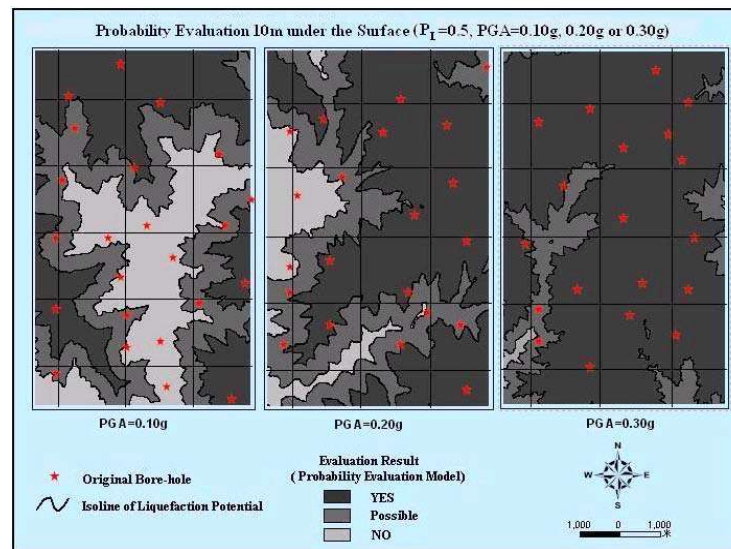 Probability Evaluation 10m under the Surface (PI=0.5, PGA=0.10g, 0.20g or 0.30g)
PGA=0.10g
PGA=0.20g
PGA=0.30g
Original Bore-hole
Isoline of Liquefaction Potential
Evaluation Result
( Probability Evaluation Model)
YES
Possible
NO
N
W E
S
1,000 0 1,000 米